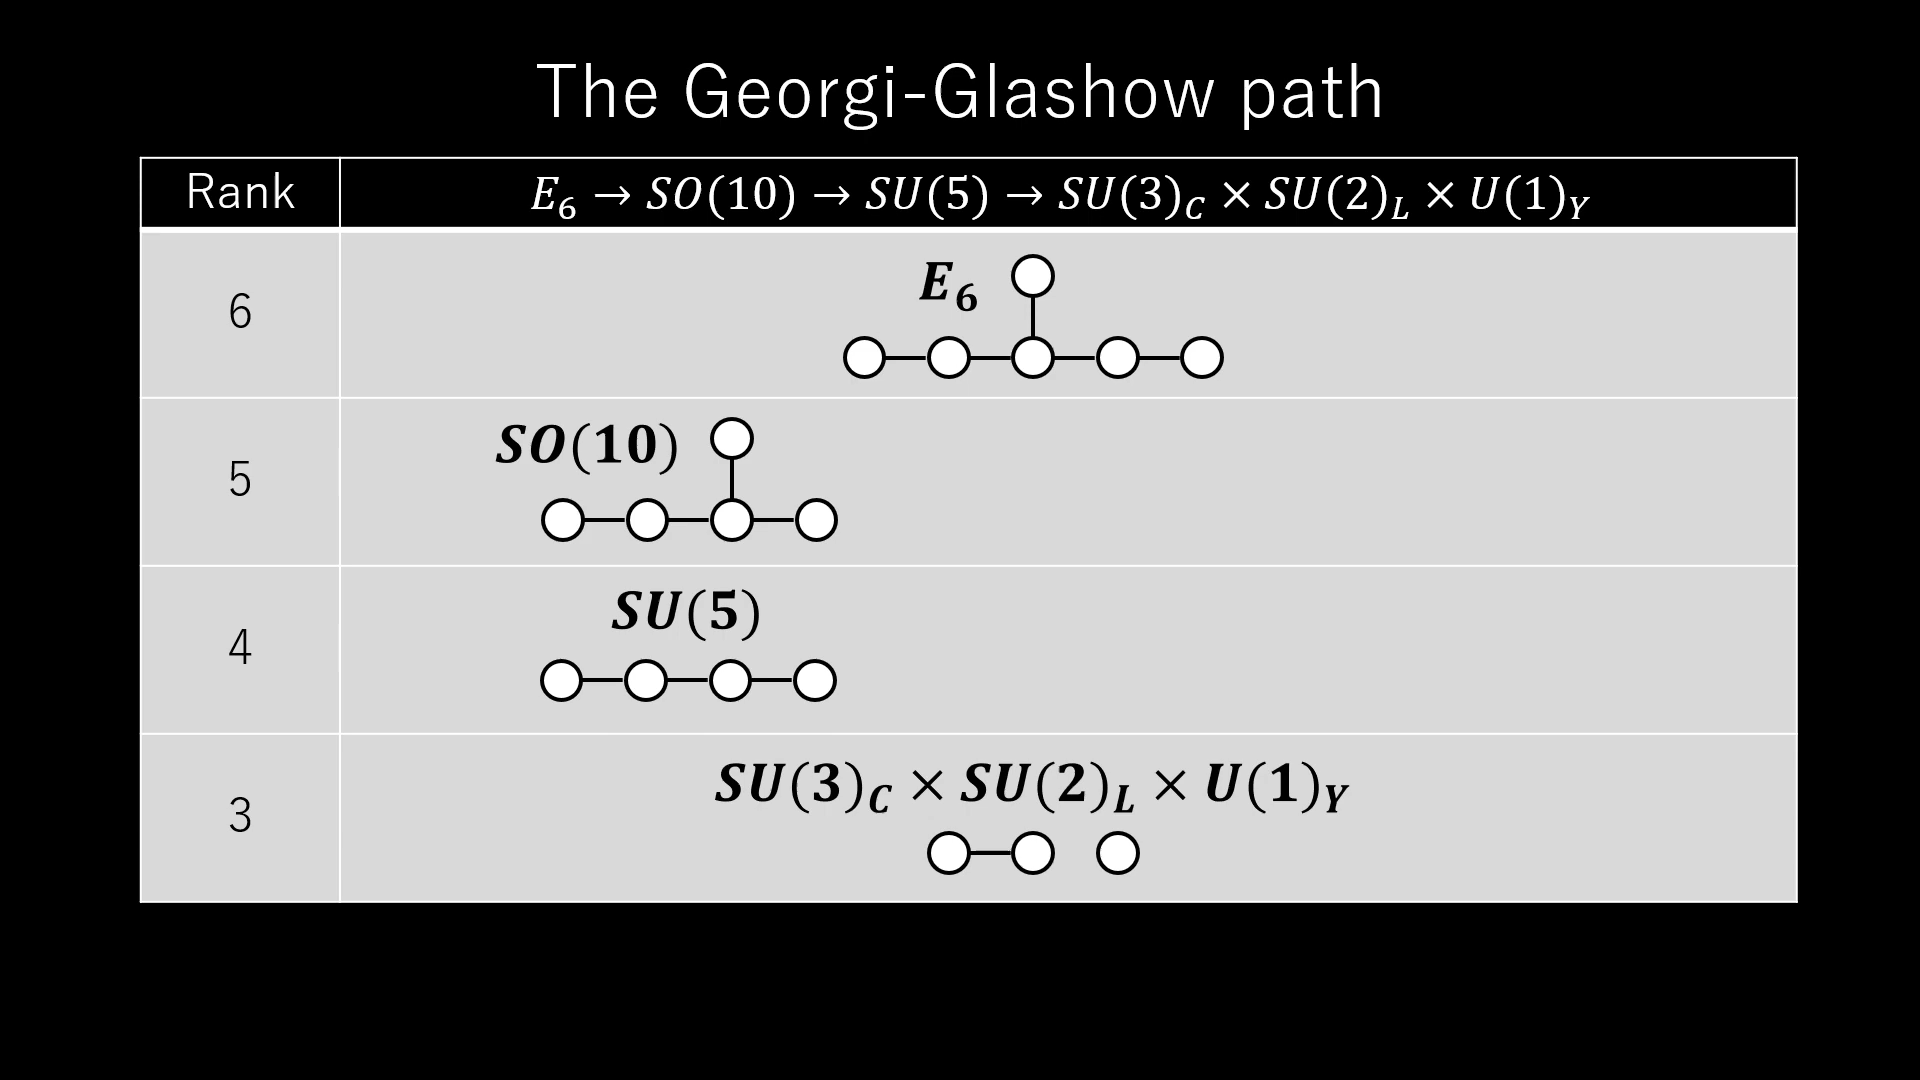 The Georgi-Glashow path
Rank E₆ → SO(10) → SU(5) → SU(3)_C × SU(2)_L × U(1)_Y
6 E₆
5 SO(10)
4 SU(5)
3 SU(3)_C × SU(2)_L × U(1)_Y